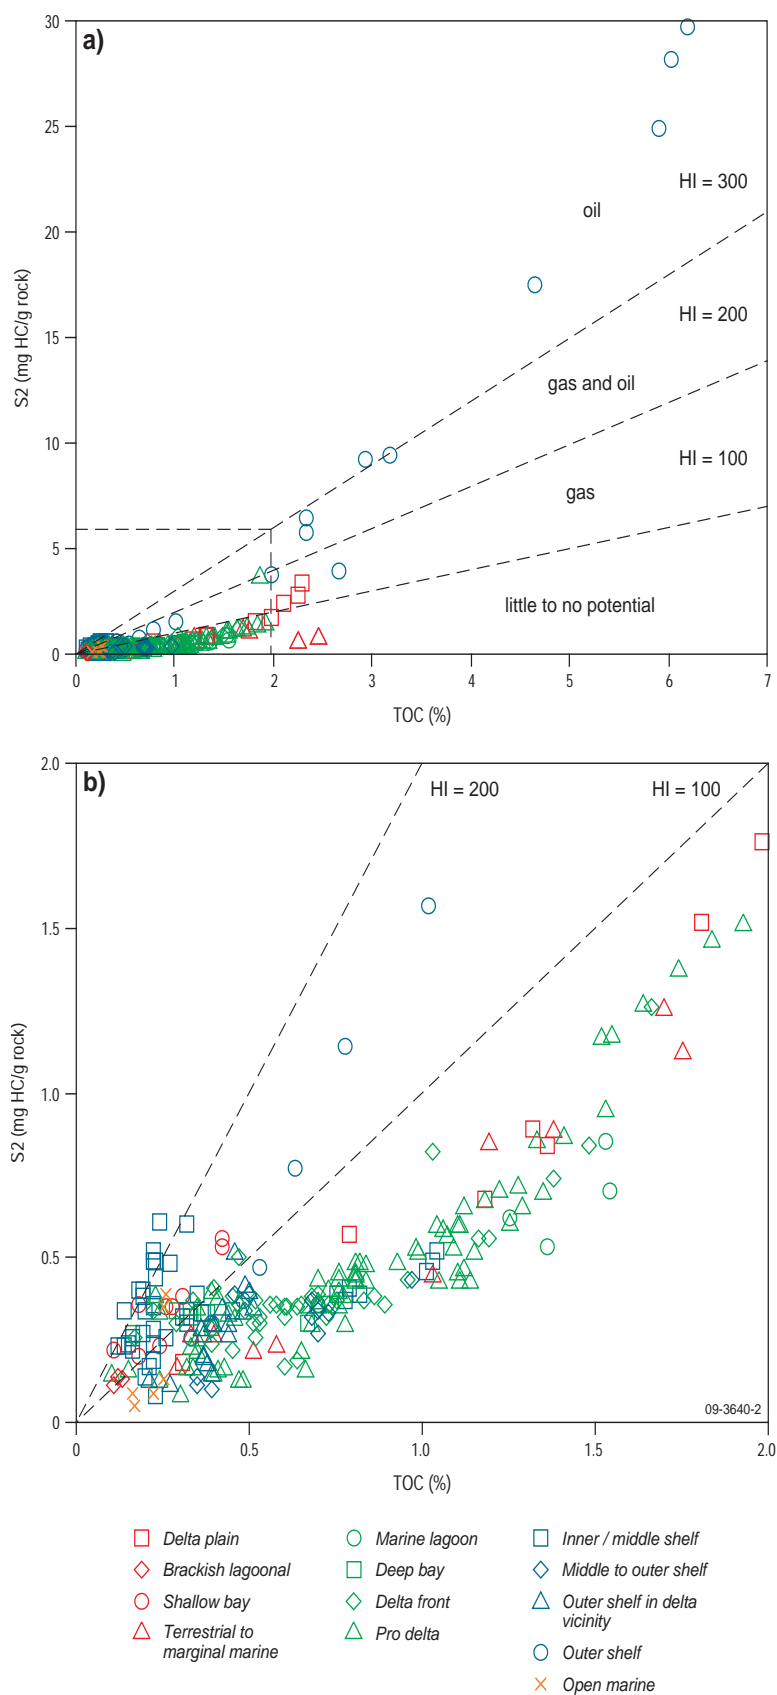 a)
30
25
20
15
10
5
0
S2 (mg HC/g rock)
HI = 300
oil
HI = 200
gas and oil
HI = 100
gas
little to no potential
0 1 2 3 4 5 6 7
TOC (%)
b)
2.0
1.5
1.0
0.5
0
S2 (mg HC/g rock)
HI = 200
HI = 100
09-3640-2
0 0.5 1.0 1.5 2.0
TOC (%)
Delta plain
Brackish lagoonal
Shallow bay
Terrestrial to
marginal marine
Marine lagoon
Deep bay
Delta front
Pro delta
Inner / middle shelf
Middle to outer shelf
Outer shelf in delta
vicinity
Outer shelf
Open marine